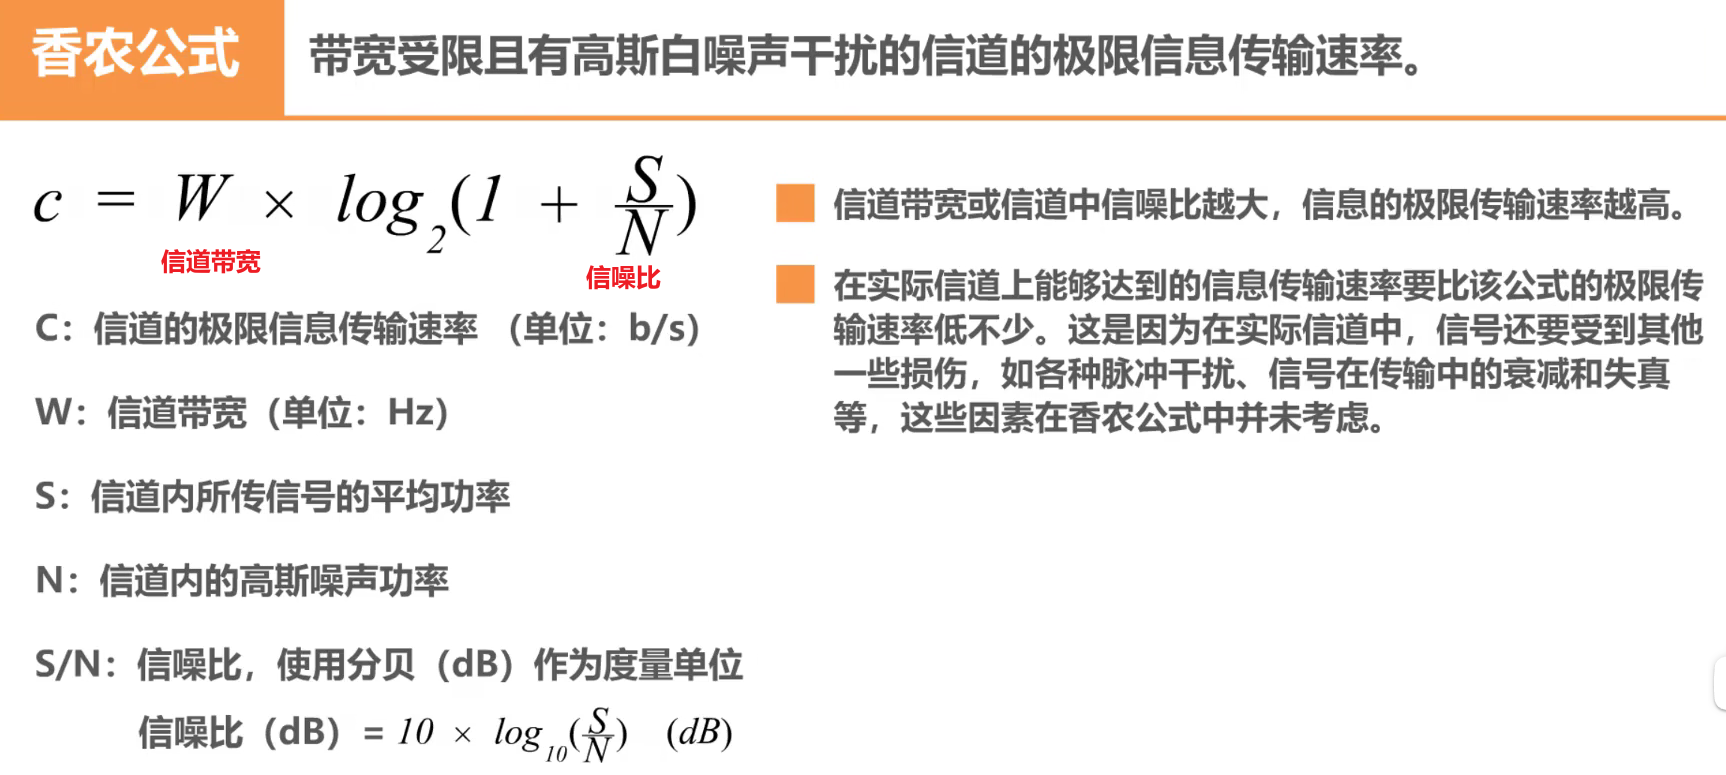 香农公式
带宽受限且有高斯白噪声干扰的信道的极限信息传输速率。
c = W × log₂(1 + S/N)
信道带宽
信噪比
C：信道的极限信息传输速率 （单位：b/s）
W：信道带宽（单位：Hz）
S：信道内所传信号的平均功率
N：信道内的高斯噪声功率
S/N：信噪比，使用分贝（dB）作为度量单位
信噪比（dB）= 10 × log₁₀(S/N) (dB)
信道带宽或信道中信噪比越大，信息的极限传输速率越高。
在实际信道上能够达到的信息传输速率要比该公式的极限传
输速率低不少。这是因为在实际信道中，信号还要受到其他
一些损伤，如各种脉冲干扰、信号在传输中的衰减和失真
等，这些因素在香农公式中并未考虑。